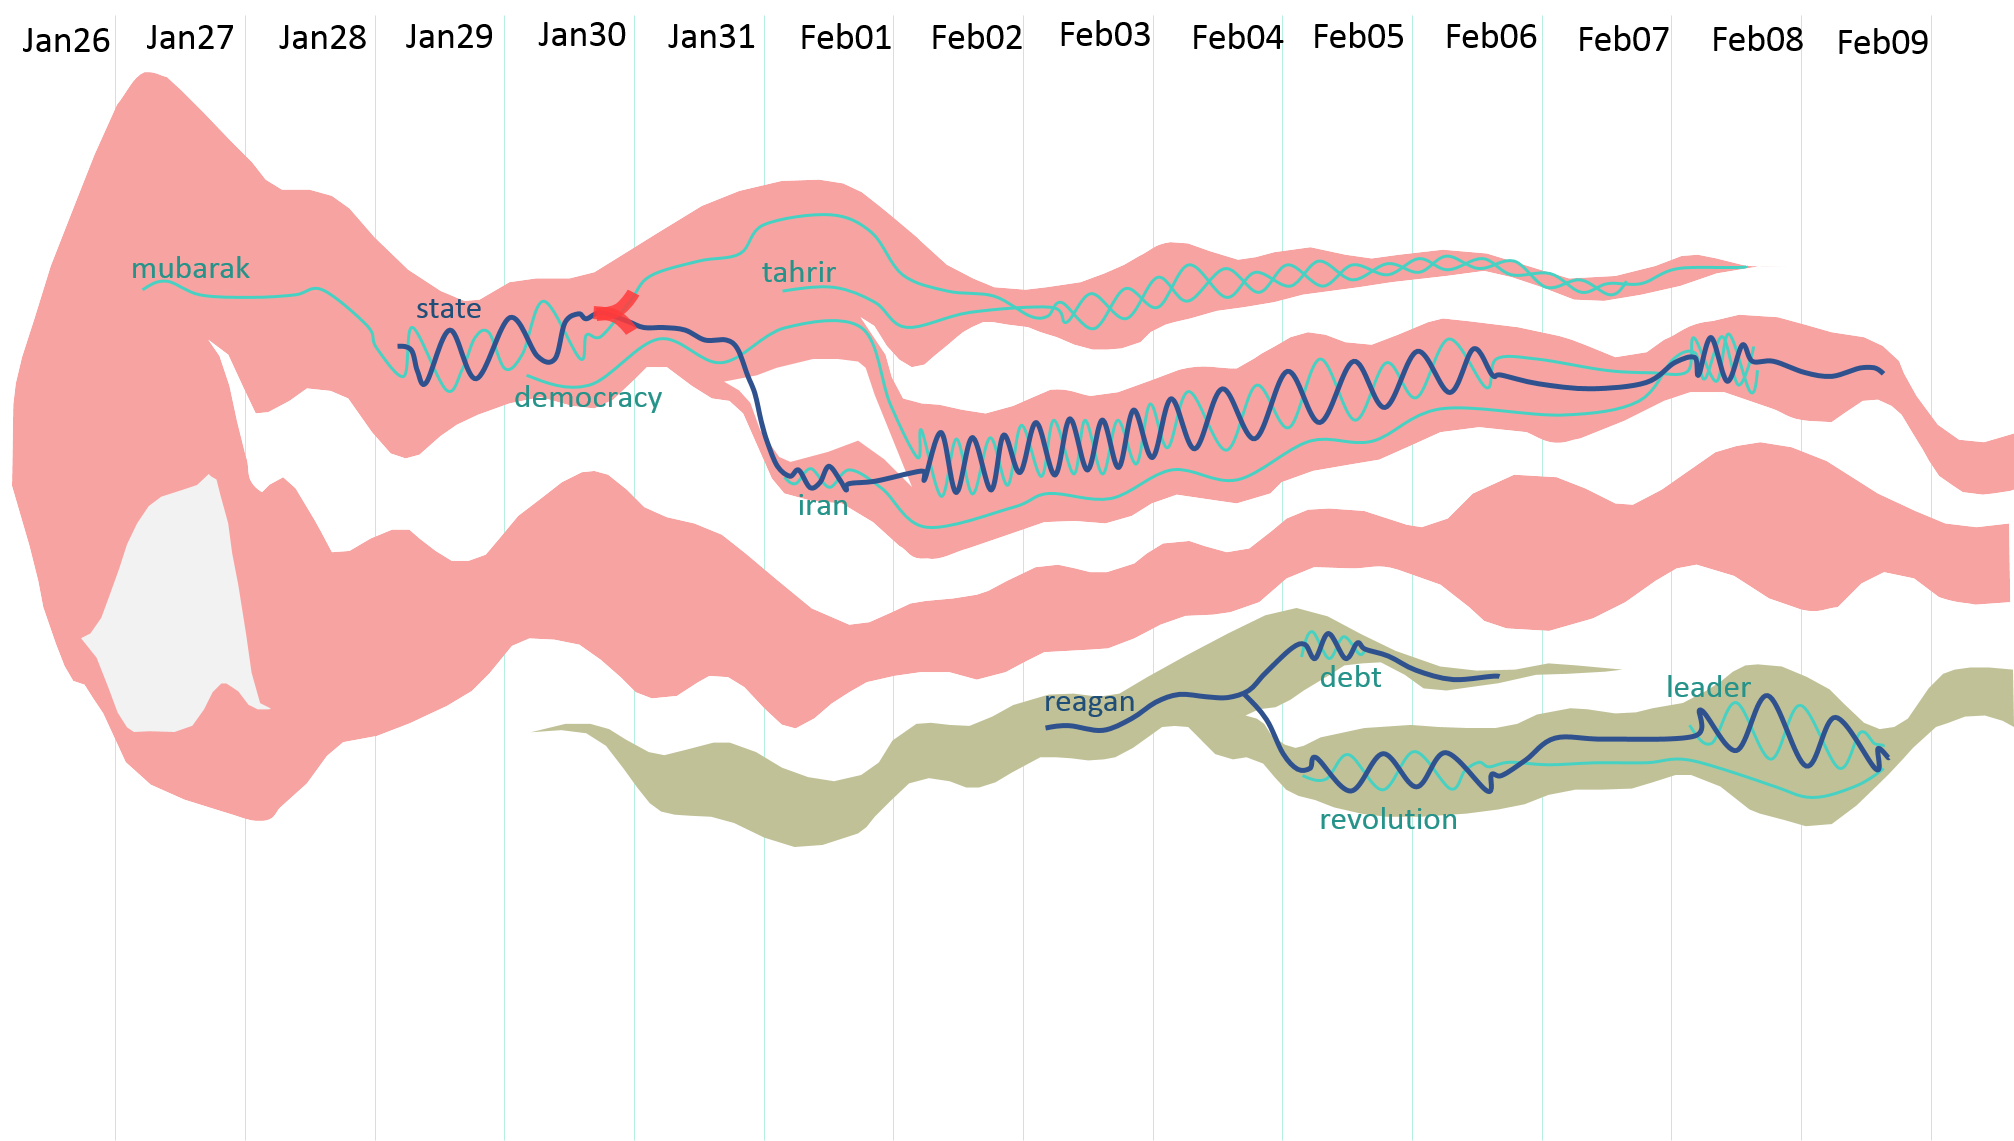 Jan26 Jan27 Jan28 Jan29 Jan30 Jan31 Feb01 Feb02 Feb03 Feb04 Feb05 Feb06 Feb07 Feb08 Feb09
mubarak
tahrir
state
democracy
iran
debt
leader
reagan
revolution